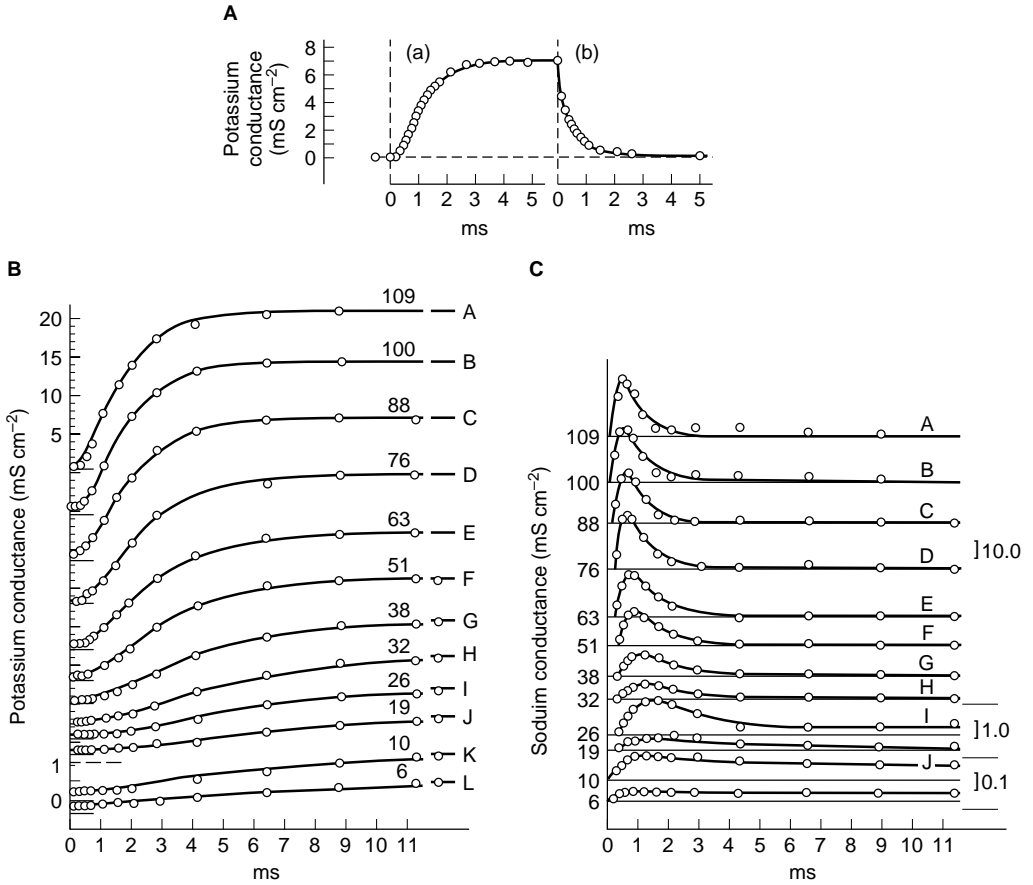 A
Potassium
conductance
(mS cm−2)
8
6
4
2
0
(a)
(b)
0 1 2 3 4 5 0 5
ms ms
B
Potassium conductance (mS cm−2)
20
15
10
5
1
0
109 A
100 B
88 C
76 D
63 E
51 F
38 G
32 H
26 I
19 J
10 K
6 L
0 1 2 3 4 5 6 7 8 9 10 11
ms
C
Soduim conductance (mS cm−2)
109 A
100 B
88 C
76 D
63 E
51 F
38 G
32 H
26 I
19
10 J
6
]10.0
]1.0
]0.1
0 1 2 3 4 5 6 7 8 9 10 11
ms